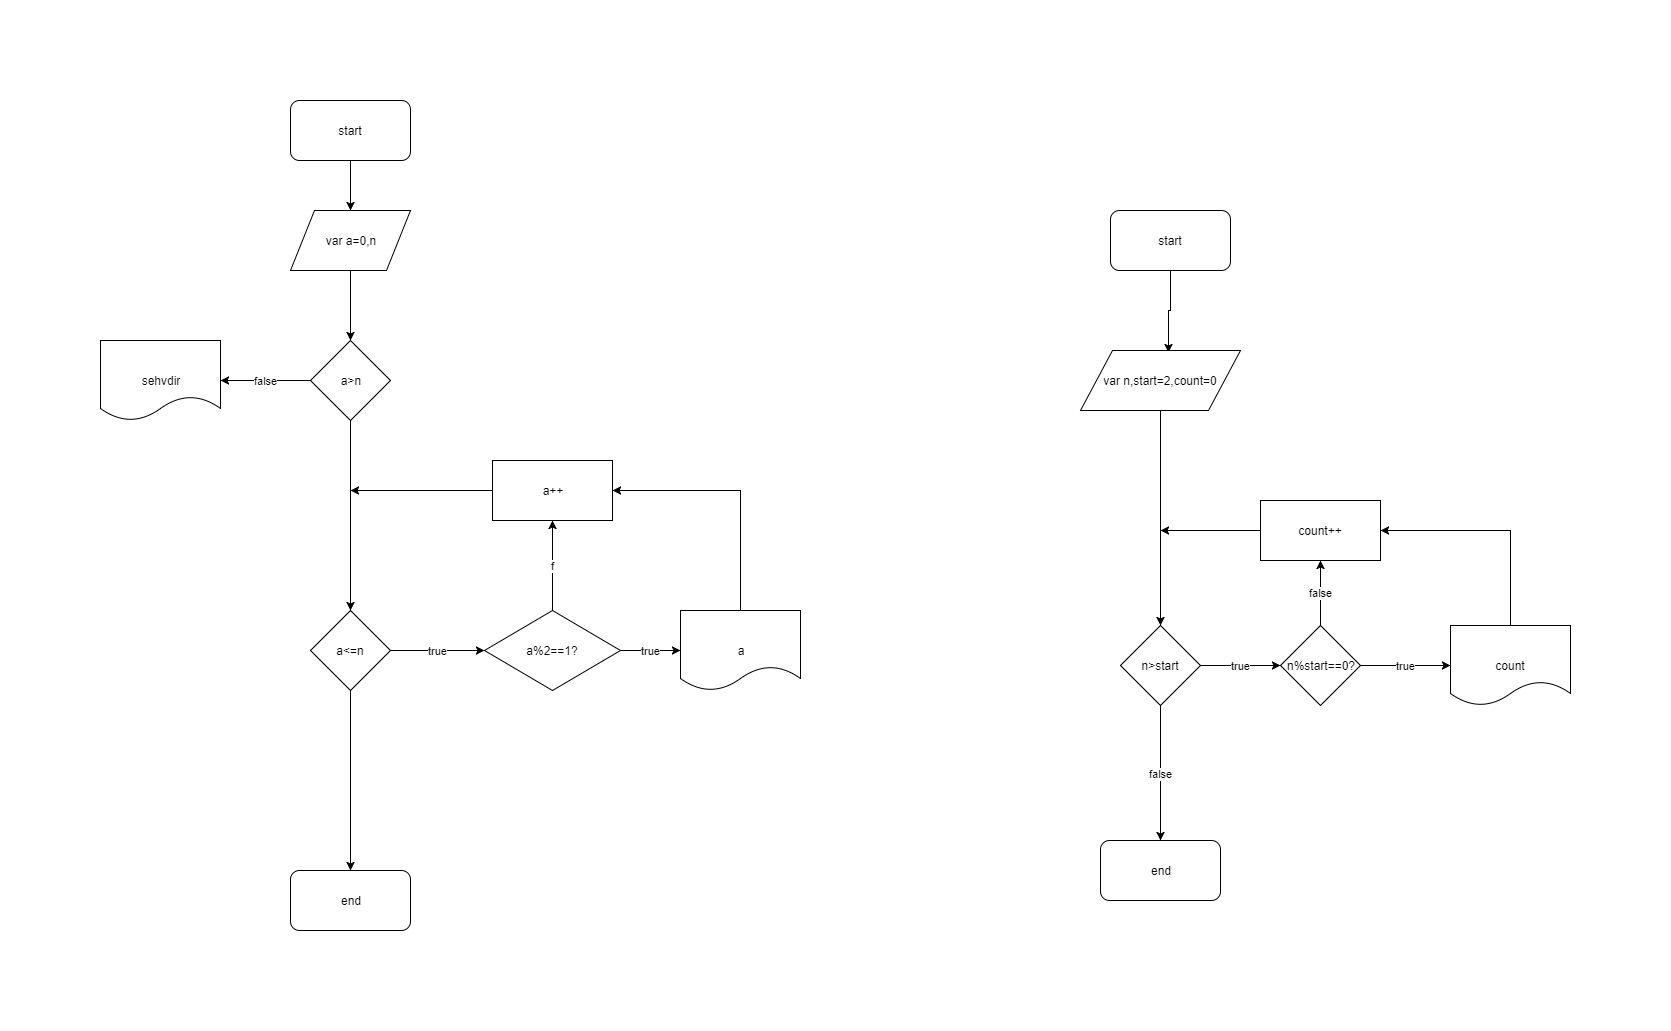 start
var a=0,n
sehvdir
false
a>n
a++
f
a<=n
true
a%2==1?
true
a
end
start
var n,start=2,count=0
count++
false
n>start
true
n%start==0?
true
count
false
end